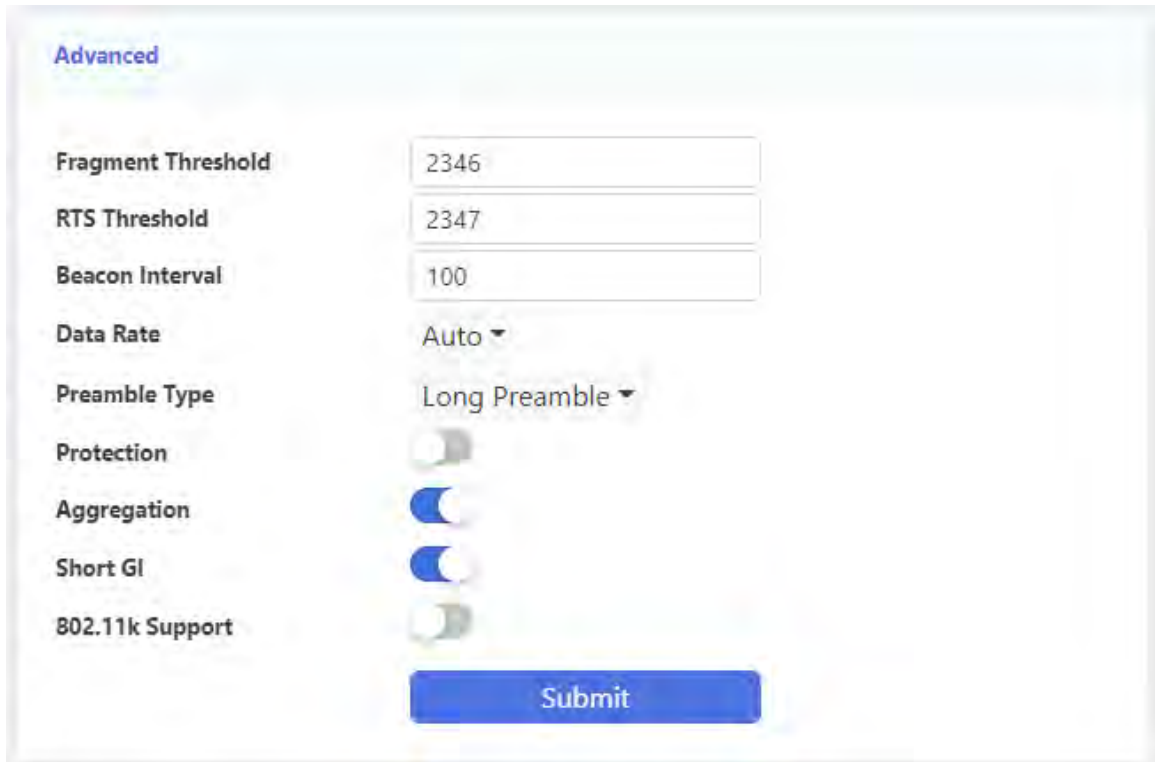 Advanced
Fragment Threshold 2346
RTS Threshold 2347
Beacon Interval 100
Data Rate Auto
Preamble Type Long Preamble
Protection
Aggregation
Short GI
802.11k Support
Submit